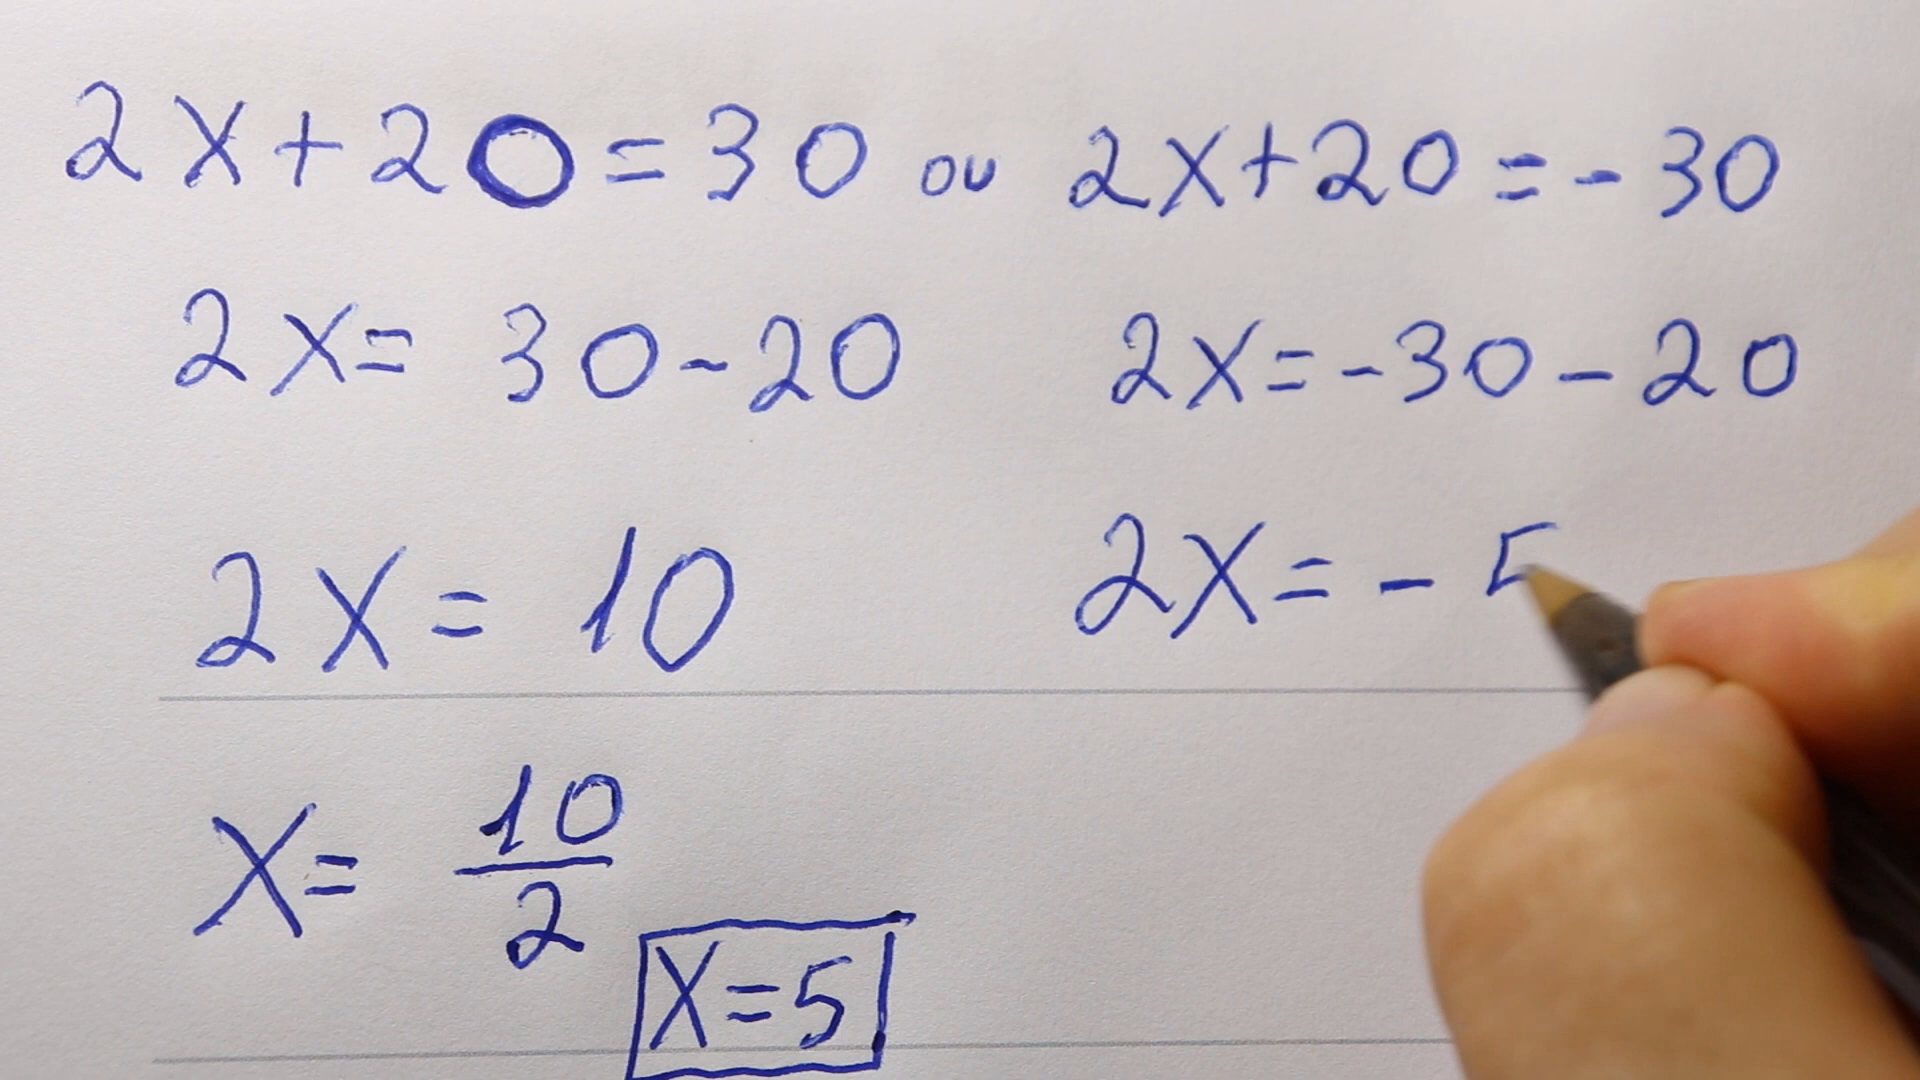 2x+20=30 ou 2x+20=-30
2x= 30-20
2x=-30-20
2x= 10
2x= - 5
x= 10/2
x=5